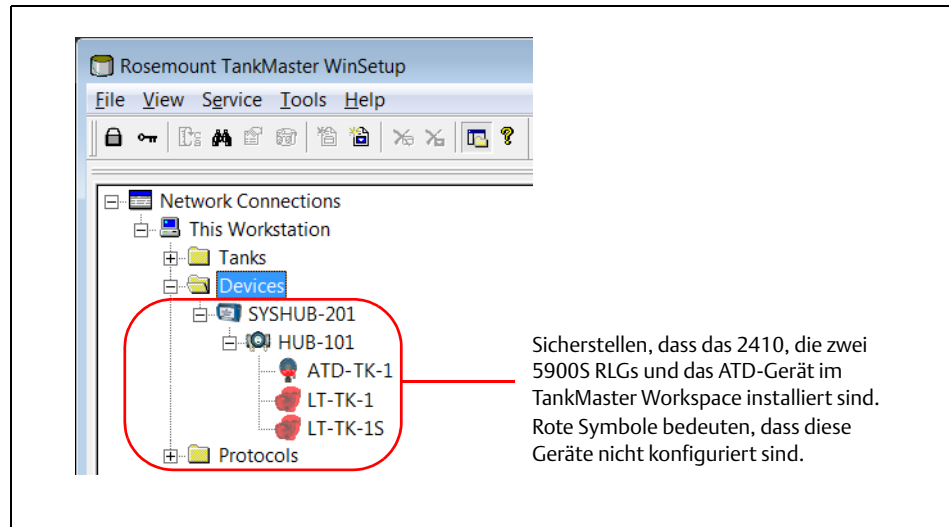 Rosemount TankMaster WinSetup
File View Service Tools Help
Network Connections
This Workstation
Tanks
Devices
SYSHUB-201
HUB-101
ATD-TK-1
LT-TK-1
LT-TK-1S
Protocols
Sicherstellen, dass das 2410, die zwei
5900S RLGs und das ATD-Gerät im
TankMaster Workspace installiert sind.
Rote Symbole bedeuten, dass diese
Geräte nicht konfiguriert sind.